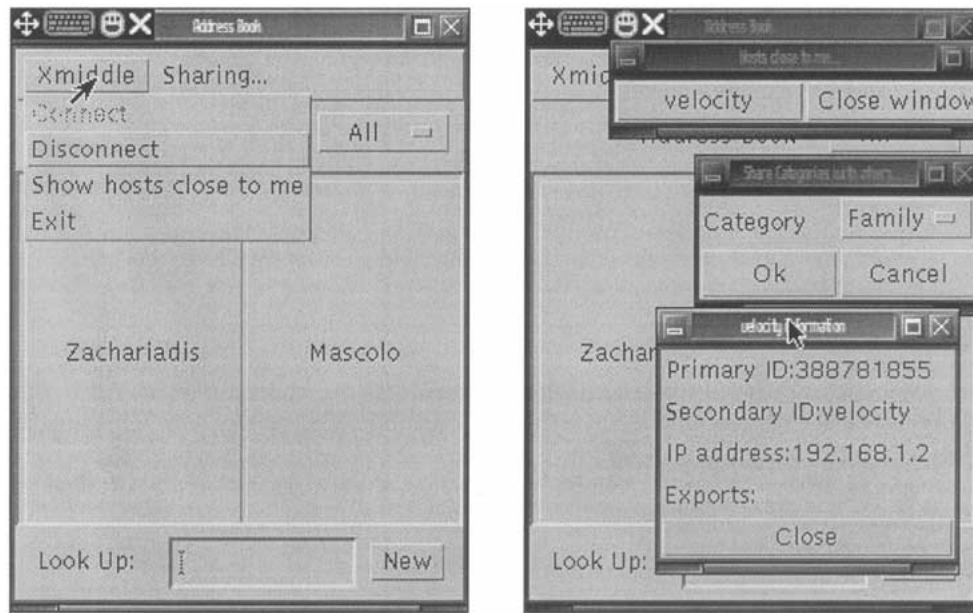 Address Book
Xmiddle Sharing...
Connect
All
Disconnect
Show hosts close to me
Exit
Zachariadis Mascolo
Look Up: New
Address Book
Hosts close to me...
Xmid
velocity Close window
Address Book
Share Categories with others...
Category Family
Ok Cancel
velocity Information
Zachar
Primary ID:388781855
Secondary ID:velocity
IP address:192.168.1.2
Exports:
Close
Look Up: